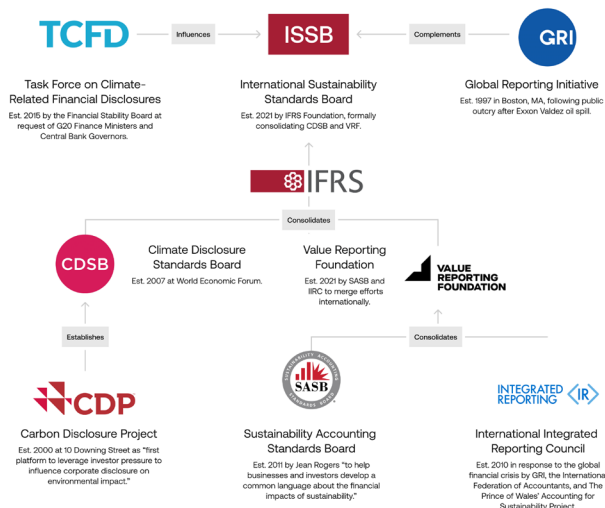 TCFD
Influences
ISSB
Complements
GRI
Task Force on Climate-
Related Financial Disclosures
Est. 2015 by the Financial Stability Board at
request of G20 Finance Ministers and
Central Bank Governors.
International Sustainability
Standards Board
Est. 2021 by IFRS Foundation, formally
consolidating CDSB and VRF.
Global Reporting Initiative
Est. 1997 in Boston, MA, following public
outcry after Exxon Valdez oil spill.
IFRS
Consolidates
CDSB
Climate Disclosure
Standards Board
Est. 2007 at World Economic Forum.
Value Reporting
Foundation
Est. 2021 by SASB and
IIRC to merge efforts
internationally.
VALUE
REPORTING
FOUNDATION
Establishes
Consolidates
CDP
Carbon Disclosure Project
Est. 2000 at 10 Downing Street as “first
platform to leverage investor pressure to
influence corporate disclosure on
environmental impact.”
SUSTAINABILITY ACCOUNTING
SASB
STANDARDS BOARD
Sustainability Accounting
Standards Board
Est. 2011 by Jean Rogers “to help
businesses and investors develop a
common language about the financial
impacts of sustainability.”
INTEGRATED
REPORTING
<IR>
International Integrated
Reporting Council
Est. 2010 in response to the global
financial crisis by GRI, the International
Federation of Accountants, and The
Prince of Wales’ Accounting for
Sustainability Project